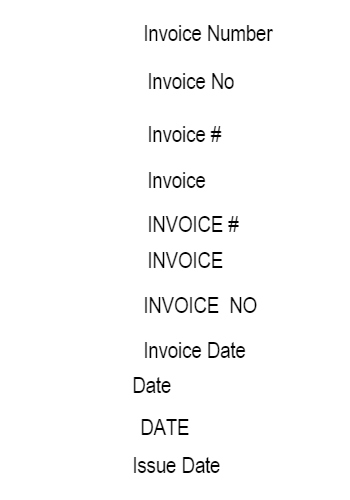 Invoice Number
Invoice No
Invoice #
Invoice
INVOICE #
INVOICE
INVOICE  NO
Invoice Date
Date
DATE
Issue Date